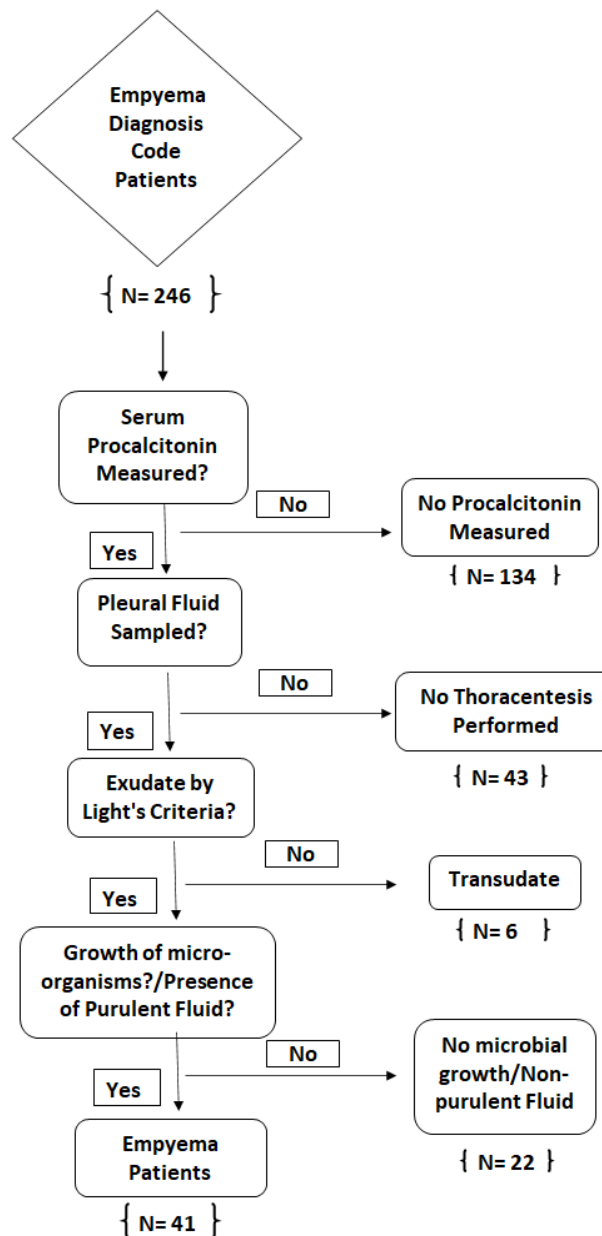 Empyema
Diagnosis
Code
Patients
{ N= 246 }
Serum
Procalcitonin
Measured?
No
No Procalcitonin
Measured
{ N= 134 }
Yes
Pleural Fluid
Sampled?
No
No Thoracentesis
Performed
{ N= 43 }
Yes
Exudate by
Light's Criteria?
No
Transudate
{ N= 6 }
Yes
Growth of micro-
organisms?/Presence
of Purulent Fluid?
No
No microbial
growth/Non-
purulent Fluid
{ N= 22 }
Yes
Empyema
Patients
{ N= 41 }